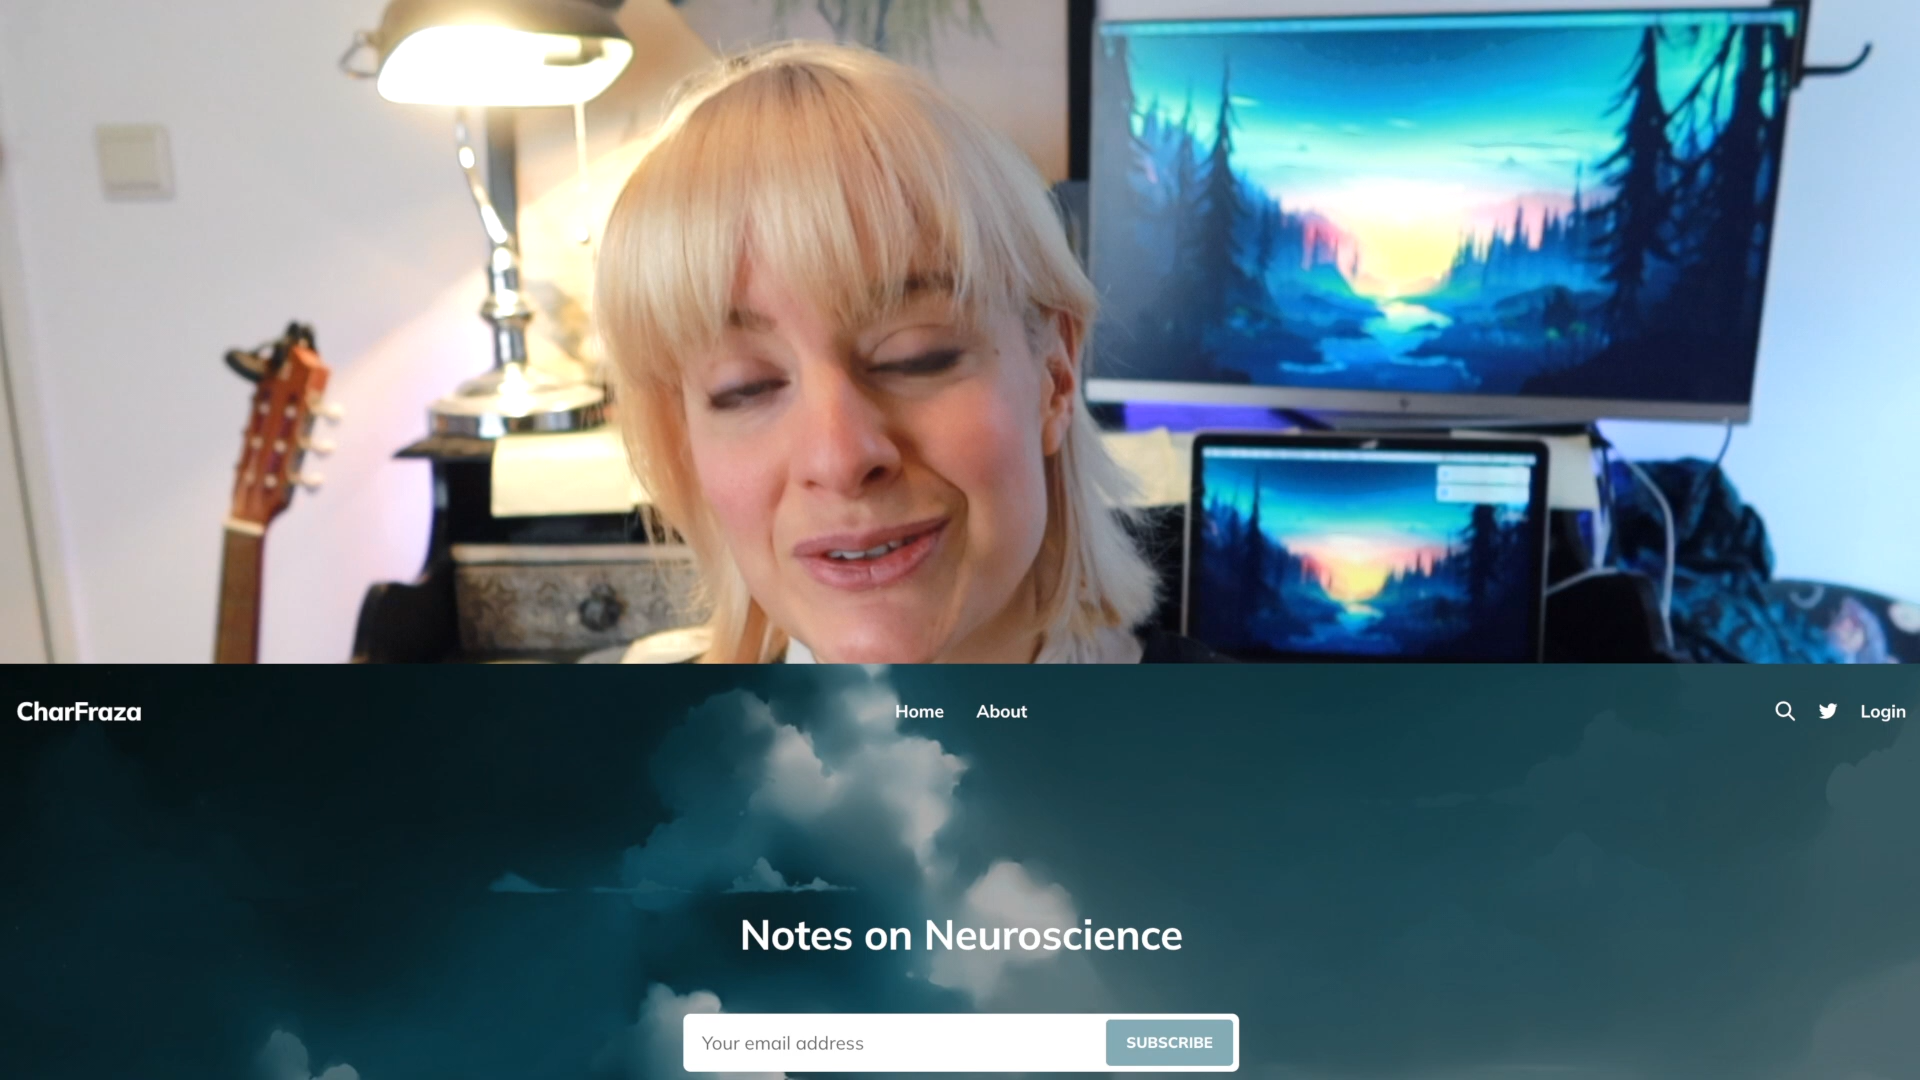 CharFraza
Home About
Login
Notes on Neuroscience
Your email address
SUBSCRIBE